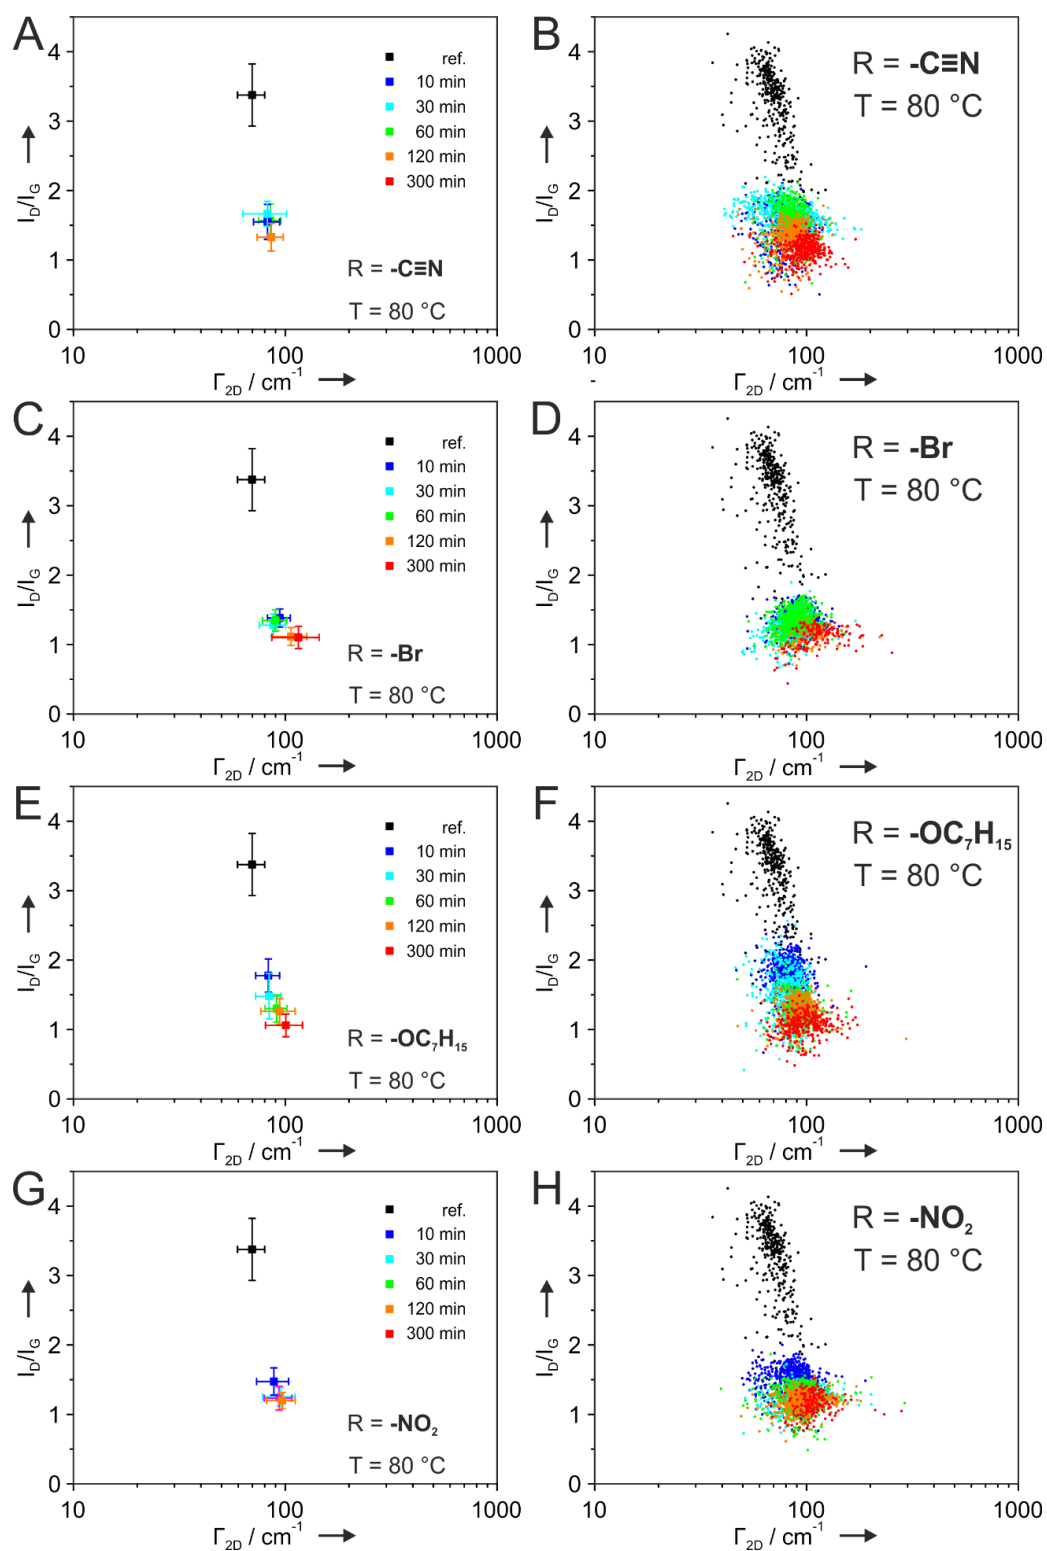 A
4
3
2
1
0
I_D/I_G
ref.
10 min
30 min
60 min
120 min
300 min
R = -C≡N
T = 80 °C
10 100 1000
Γ_2D / cm⁻¹
B
4
3
2
1
0
I_D/I_G
R = -C≡N
T = 80 °C
10 100 1000
Γ_2D / cm⁻¹
-
C
4
3
2
1
0
I_D/I_G
ref.
10 min
30 min
60 min
120 min
300 min
R = -Br
T = 80 °C
10 100 1000
Γ_2D / cm⁻¹
D
4
3
2
1
0
I_D/I_G
R = -Br
T = 80 °C
10 100 1000
Γ_2D / cm⁻¹
E
4
3
2
1
0
I_D/I_G
ref.
10 min
30 min
60 min
120 min
300 min
R = -OC₇H₁₅
T = 80 °C
10 100 1000
Γ_2D / cm⁻¹
F
4
3
2
1
0
I_D/I_G
R = -OC₇H₁₅
T = 80 °C
10 100 1000
Γ_2D / cm⁻¹
G
4
3
2
1
0
I_D/I_G
ref.
10 min
30 min
60 min
120 min
300 min
R = -NO₂
T = 80 °C
10 100 1000
Γ_2D / cm⁻¹
H
4
3
2
1
0
I_D/I_G
R = -NO₂
T = 80 °C
10 100 1000
Γ_2D / cm⁻¹